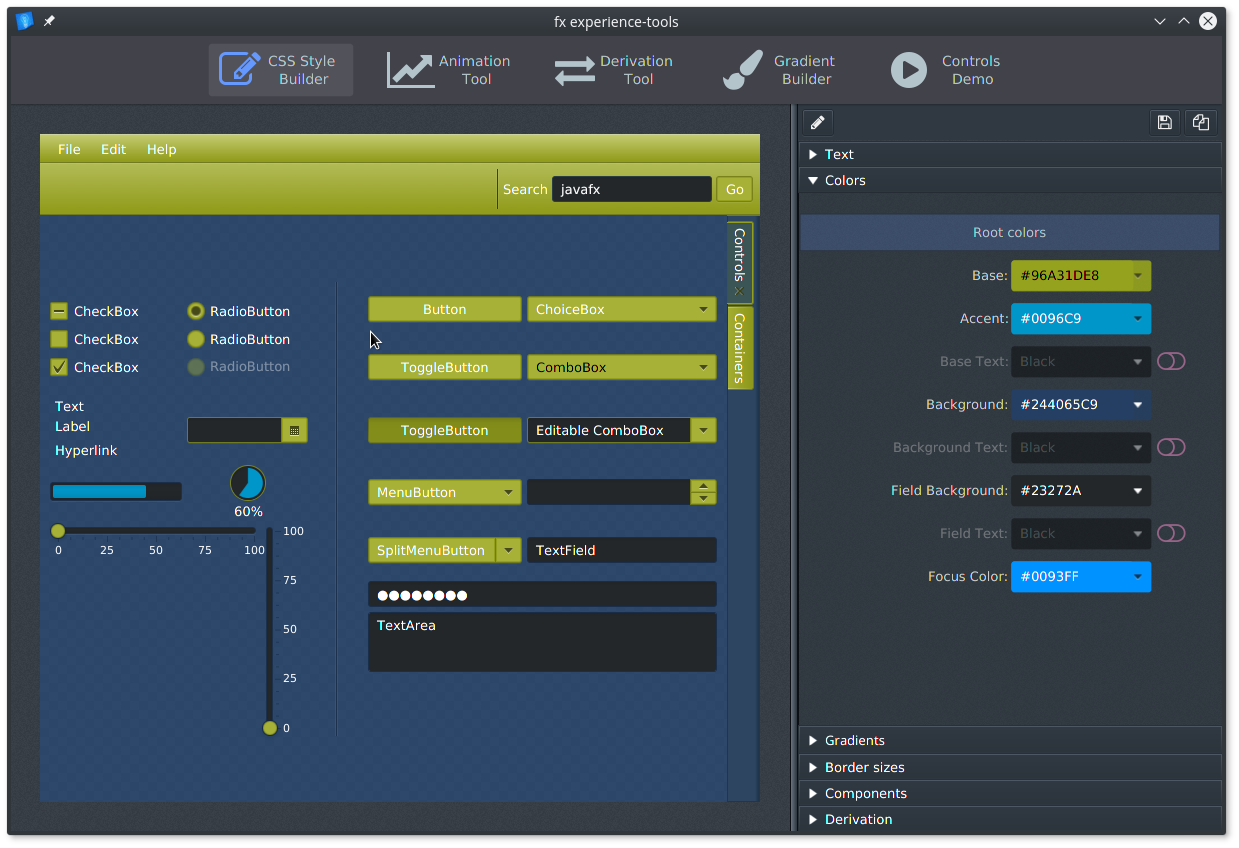 fx experience-tools
CSS Style
Builder
Animation
Tool
Derivation
Tool
Gradient
Builder
Controls
Demo
File Edit Help
Search javafx Go
Controls
Containers
CheckBox RadioButton
CheckBox RadioButton
CheckBox RadioButton
Text
Label
Hyperlink
60%
0 25 50 75 100
100
75
50
25
0
Button ChoiceBox
ToggleButton ComboBox
ToggleButton Editable ComboBox
MenuButton
SplitMenuButton TextField
TextArea
Text
Colors
Root colors
Base: #96A31DE8
Accent: #0096C9
Base Text: Black
Background: #244065C9
Background Text: Black
Field Background: #23272A
Field Text: Black
Focus Color: #0093FF
Gradients
Border sizes
Components
Derivation